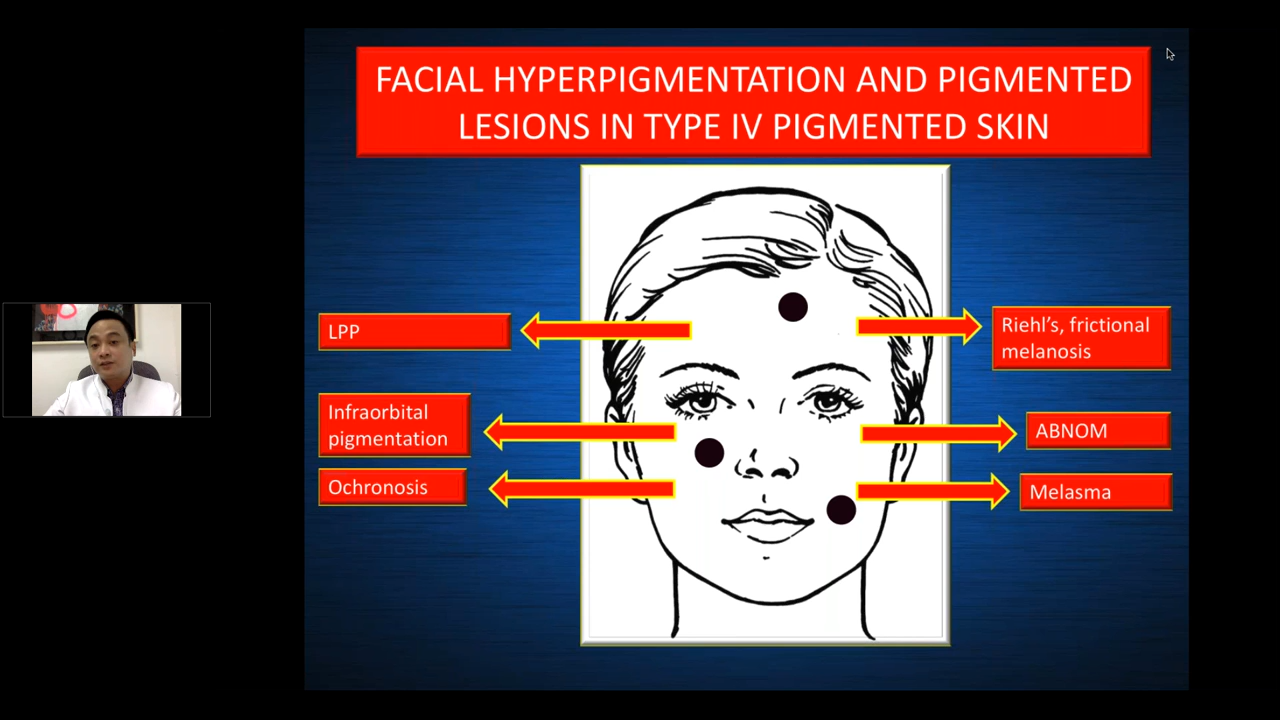 FACIAL HYPERPIGMENTATION AND PIGMENTED
LESIONS IN TYPE IV PIGMENTED SKIN
LPP
Riehl's, frictional
melanosis
Infraorbital
pigmentation
ABNOM
Ochronosis
Melasma